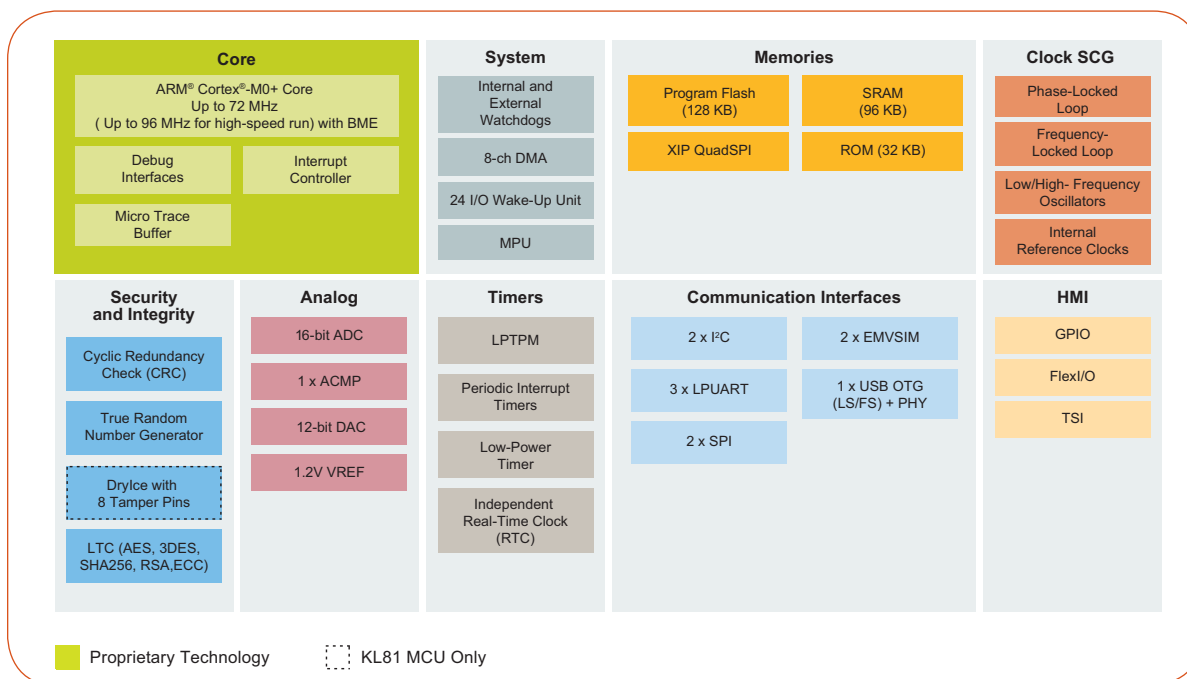 Core
ARM® Cortex®-M0+ Core
Up to 72 MHz
( Up to 96 MHz for high-speed run) with BME
Debug
Interfaces
Interrupt
Controller
Micro Trace
Buffer
System
Internal and
External
Watchdogs
8-ch DMA
24 I/O Wake-Up Unit
MPU
Memories
Program Flash
(128 KB)
SRAM
(96 KB)
XIP QuadSPI
ROM (32 KB)
Clock SCG
Phase-Locked
Loop
Frequency-
Locked Loop
Low/High- Frequency
Oscillators
Internal
Reference Clocks
Security
and Integrity
Cyclic Redundancy
Check (CRC)
True Random
Number Generator
DryIce with
8 Tamper Pins
LTC (AES, 3DES,
SHA256, RSA,ECC)
Analog
16-bit ADC
1 x ACMP
12-bit DAC
1.2V VREF
Timers
LPTPM
Periodic Interrupt
Timers
Low-Power
Timer
Independent
Real-Time Clock
(RTC)
Communication Interfaces
2 x I²C
2 x EMVSIM
3 x LPUART
1 x USB OTG
(LS/FS) + PHY
2 x SPI
HMI
GPIO
FlexI/O
TSI
Proprietary Technology
KL81 MCU Only